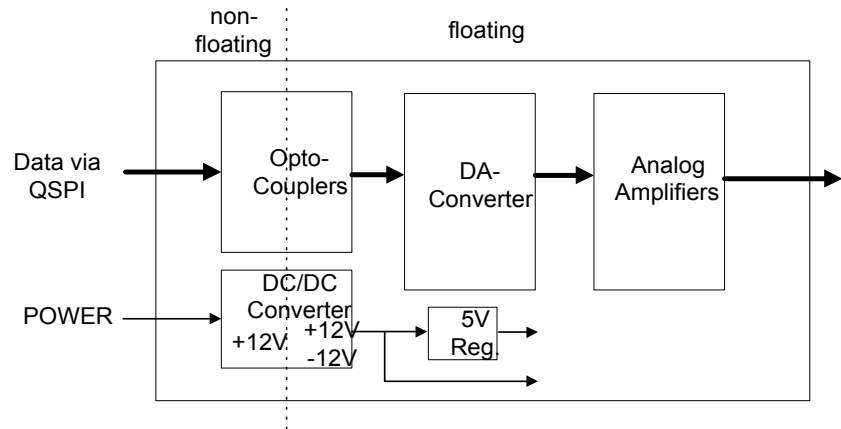 non-
floating
floating
Data via
QSPI
Opto-
Couplers
DA-
Converter
Analog
Amplifiers
POWER
DC/DC
Converter
+12V
+12V
-12V
5V
Reg.